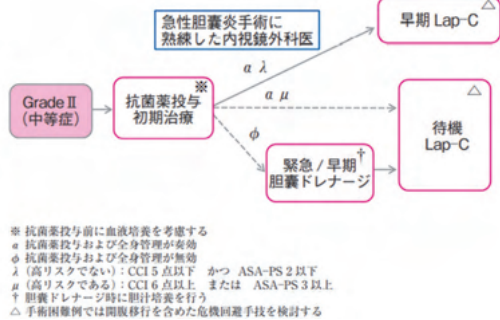 急性胆嚢炎手術に
熟練した内視鏡外科医
△
早期 Lap-C
α λ
※
Grade Ⅱ
（中等症）
抗菌薬投与
初期治療
α μ
φ
△
待機
Lap-C
†
緊急 / 早期
胆嚢ドレナージ
※ 抗菌薬投与前に血液培養を考慮する
α 抗菌薬投与および全身管理が奏効
φ 抗菌薬投与および全身管理が無効
λ（高リスクでない）：CCI 5 点以下　かつ　ASA-PS 2 以下
μ（高リスクである）：CCI 6 点以上　または　ASA-PS 3 以上
† 胆嚢ドレナージ時に胆汁培養を行う
△ 手術困難例では開腹移行を含めた危機回避手技を検討する